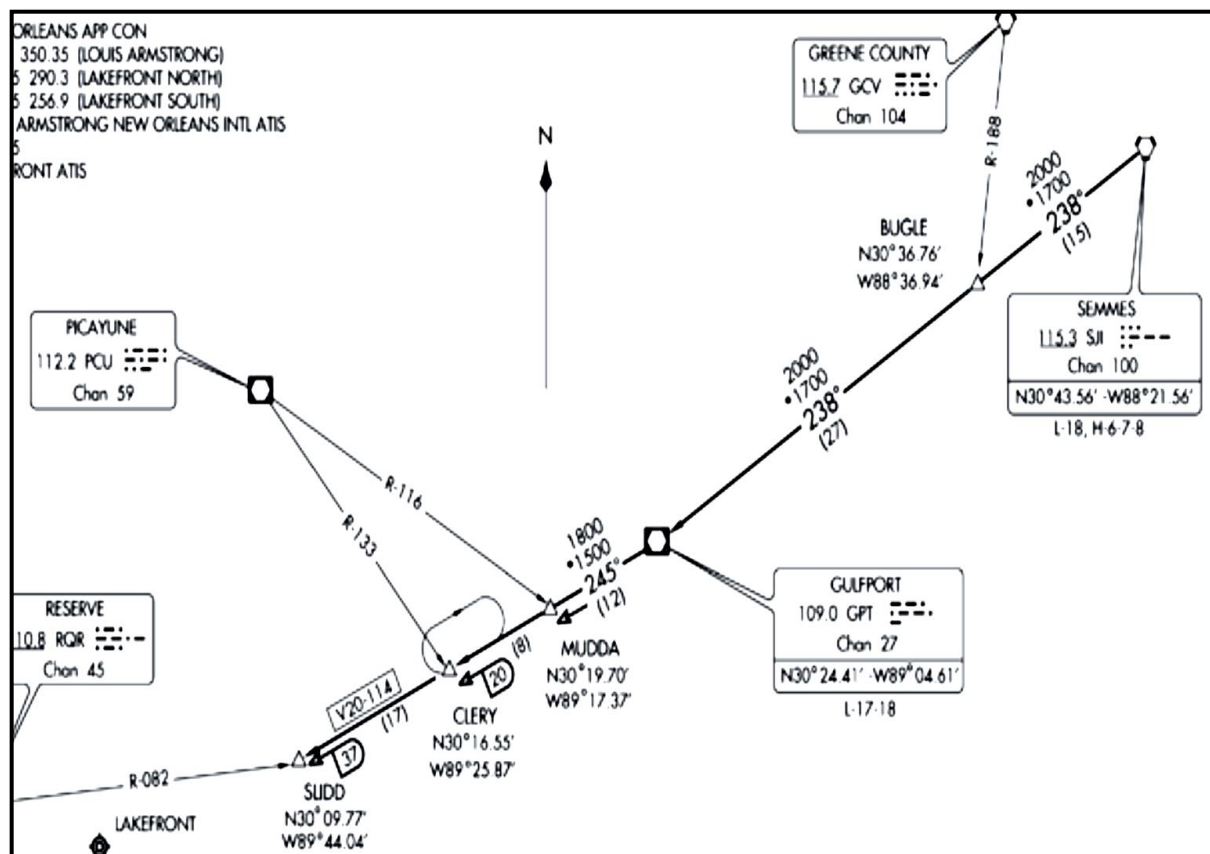 ORLEANS APP CON
350.35 (LOUIS ARMSTRONG)
5 290.3 (LAKEFRONT NORTH)
5 256.9 (LAKEFRONT SOUTH)
ARMSTRONG NEW ORLEANS INTL ATIS
5
RONT ATIS
N
GREENE COUNTY
115.7 GCV
Chan 104
R-188
2000
•1700
238°
(15)
BUGLE
N30°36.76'
W88°36.94'
SEMMES
115.3 SJI
Chan 100
N30°43.56' -W88°21.56'
L-18, H-6-7-8
PICAYUNE
112.2 PCU
Chan 59
2000
•1700
238°
(27)
R-116
R-133
1800
•1500
245°
(12)
GULFPORT
109.0 GPT
Chan 27
N30°24.41' -W89°04.61'
L-17-18
RESERVE
10.8 RQR
Chan 45
(8)
MUDDA
N30°19.70'
W89°17.37'
20
V20-114
(17)
CLERY
N30°16.55'
W89°25.87'
37
R-082
SLIDD
N30°09.77'
W89°44.04'
LAKEFRONT